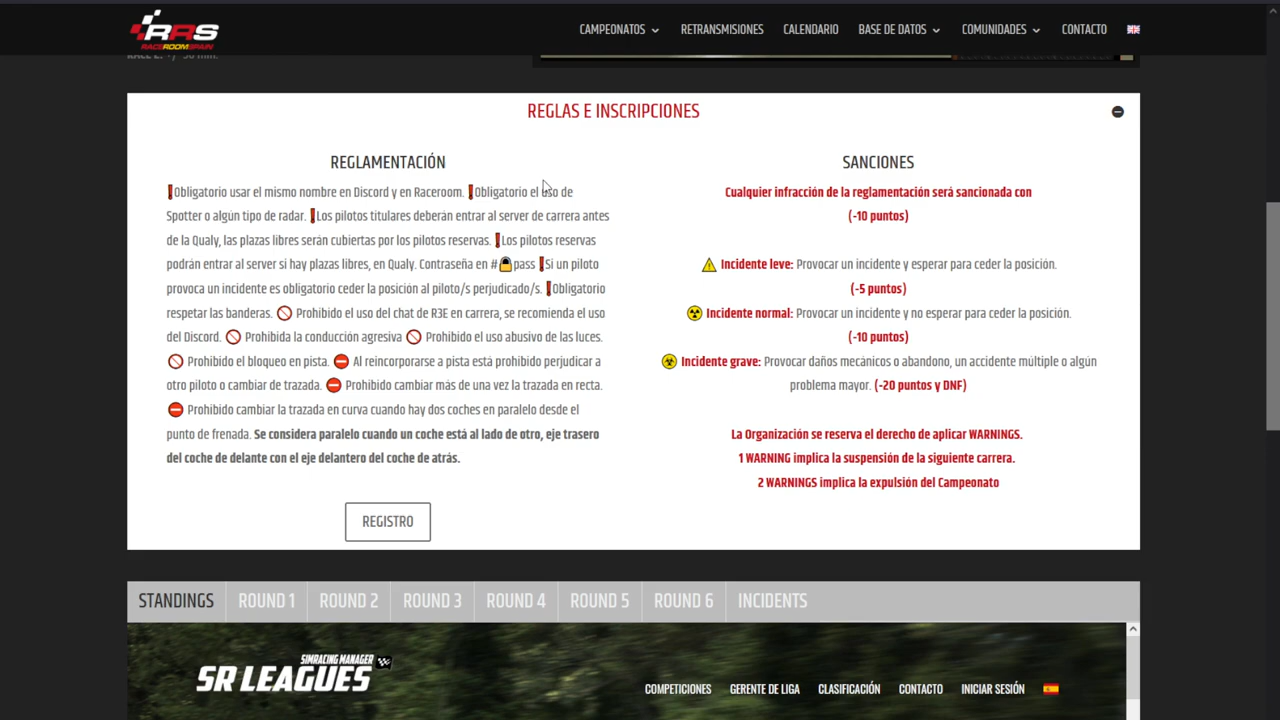 RRS
RACEROOMSPAIN
CAMPEONATOS
RETRANSMISIONES
CALENDARIO
BASE DE DATOS
COMUNIDADES
CONTACTO
REGLAS E INSCRIPCIONES
REGLAMENTACIÓN
❗Obligatorio usar el mismo nombre en Discord y en Raceroom. ❗Obligatorio el uso de
Spotter o algún tipo de radar. ❗Los pilotos titulares deberán entrar al server de carrera antes
de la Qualy, las plazas libres serán cubiertas por los pilotos reservas. ❗Los pilotos reservas
podrán entrar al server si hay plazas libres, en Qualy. Contraseña en #🔒pass ❗Si un piloto
provoca un incidente es obligatorio ceder la posición al piloto/s perjudicado/s. ❗Obligatorio
respetar las banderas. 🚫 Prohibido el uso del chat de R3E en carrera, se recomienda el uso
del Discord. 🚫 Prohibida la conducción agresiva 🚫 Prohibido el uso abusivo de las luces.
🚫 Prohibido el bloqueo en pista. ⛔ Al reincorporarse a pista está prohibido perjudicar a
otro piloto o cambiar de trazada. ⛔ Prohibido cambiar más de una vez la trazada en recta.
⛔ Prohibido cambiar la trazada en curva cuando hay dos coches en paralelo desde el
punto de frenada. Se considera paralelo cuando un coche está al lado de otro, eje trasero
del coche de delante con el eje delantero del coche de atrás.
REGISTRO
SANCIONES
Cualquier infracción de la reglamentación será sancionada con
(-10 puntos)
⚠ Incidente leve: Provocar un incidente y esperar para ceder la posición.
(-5 puntos)
☢ Incidente normal: Provocar un incidente y no esperar para ceder la posición.
(-10 puntos)
☣ Incidente grave: Provocar daños mecánicos o abandono, un accidente múltiple o algún
problema mayor. (-20 puntos y DNF)
La Organización se reserva el derecho de aplicar WARNINGS.
1 WARNING implica la suspensión de la siguiente carrera.
2 WARNINGS implica la expulsión del Campeonato
STANDINGS
ROUND 1
ROUND 2
ROUND 3
ROUND 4
ROUND 5
ROUND 6
INCIDENTS
SIMRACING MANAGER
SR LEAGUES
COMPETICIONES
GERENTE DE LIGA
CLASIFICACIÓN
CONTACTO
INICIAR SESIÓN